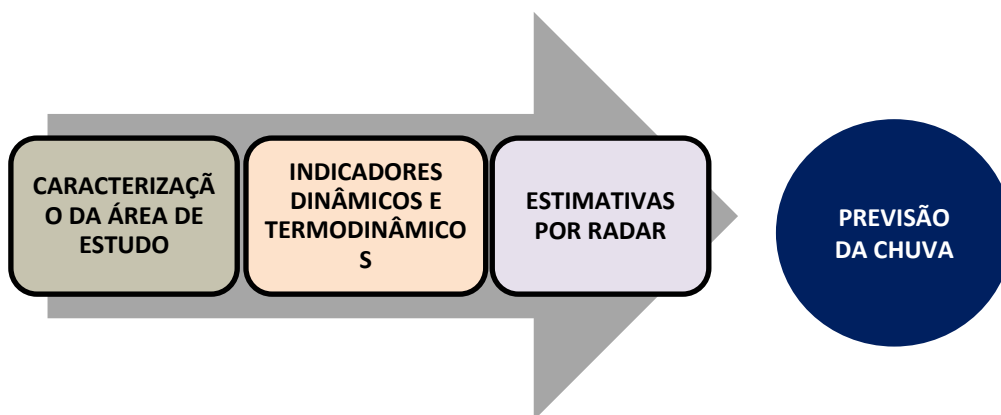 CARACTERIZAÇÃ
O DA ÁREA DE
ESTUDO
INDICADORES
DINÂMICOS E
TERMODINÂMICO
S
ESTIMATIVAS
POR RADAR
PREVISÃO
DA CHUVA